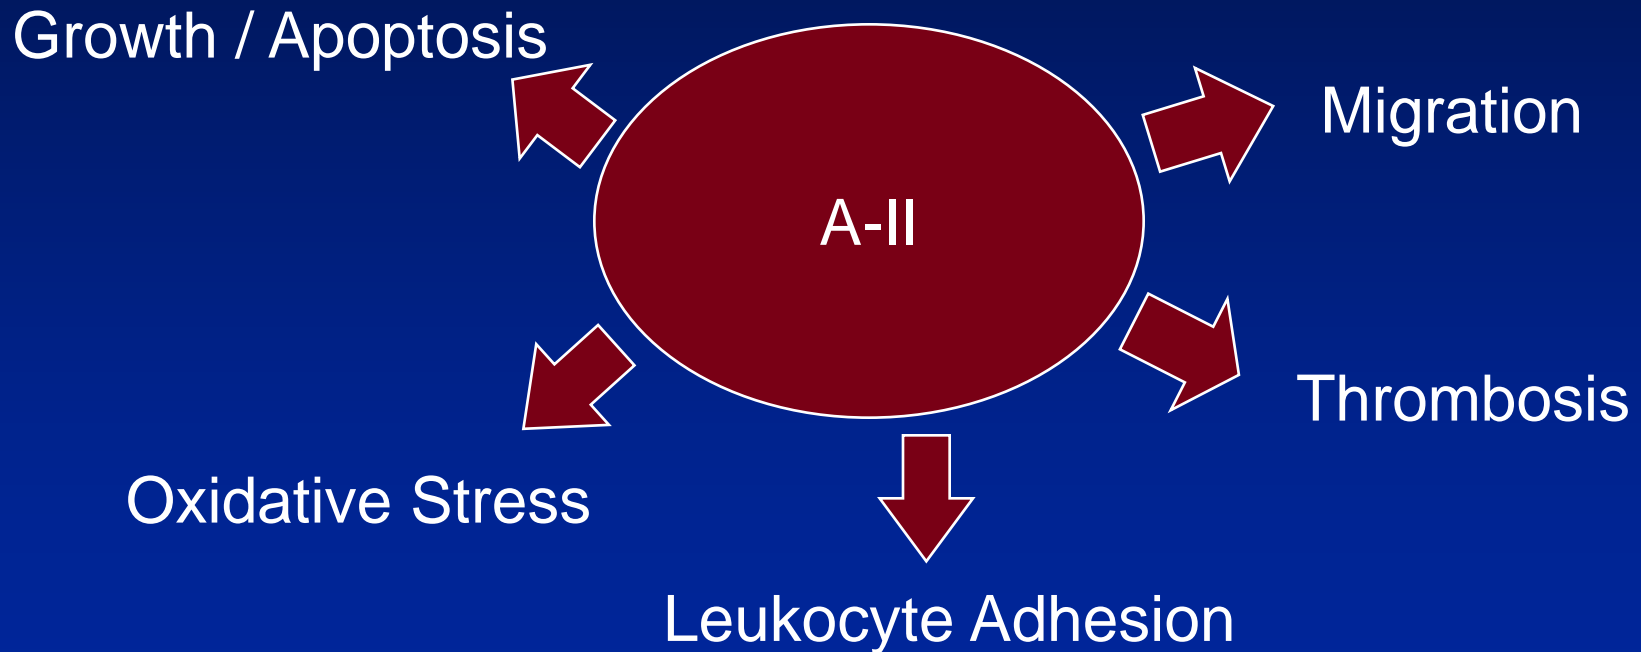 Growth / Apoptosis
Migration
A-II
Thrombosis
Oxidative Stress
Leukocyte Adhesion